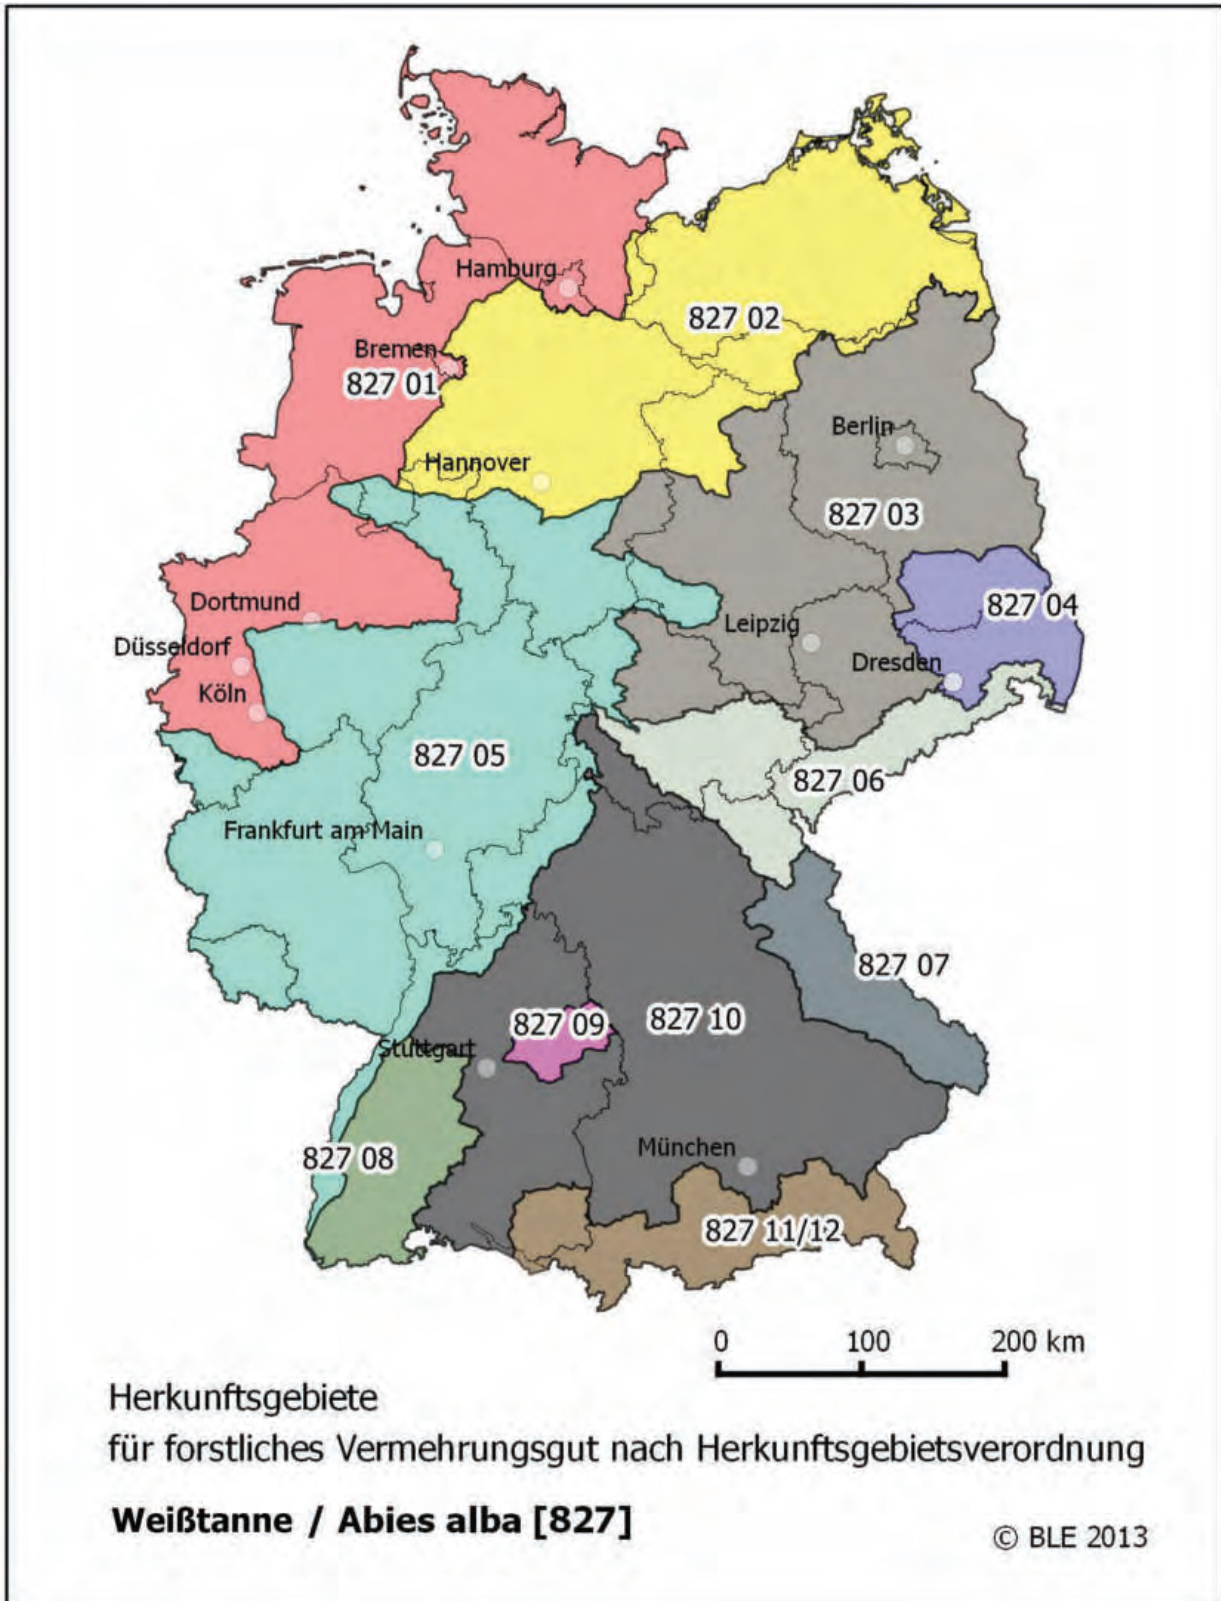 Hamburg
827 02
Bremen
827 01
Berlin
Hannover
827 03
Dortmund
827 04
Leipzig
Düsseldorf
Dresden
Köln
827 05
827 06
Frankfurt am Main
827 07
827 09
827 10
Stuttgart
827 08
München
827 11/12
0 100 200 km
Herkunftsgebiete
für forstliches Vermehrungsgut nach Herkunftsgebietsverordnung
Weißtanne / Abies alba [827]
© BLE 2013